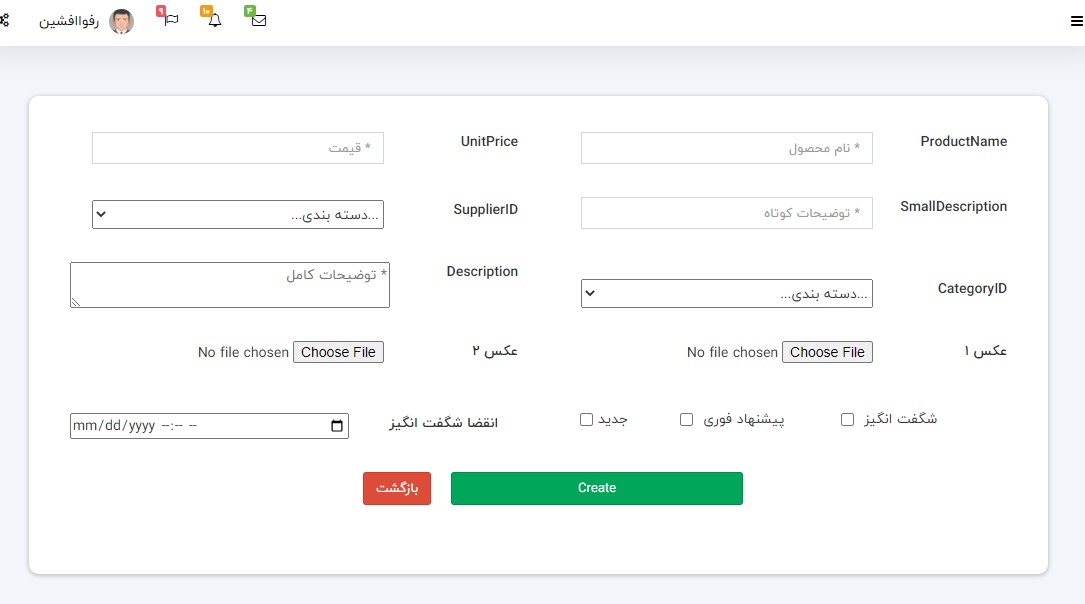 رفواافشین
۹
۱۰
۴
ProductName
* نام محصول
UnitPrice
* قیمت
SmallDescription
* توضیحات کوتاه
SupplierID
...دسته بندی...
CategoryID
...دسته بندی...
Description
* توضیحات کامل
عکس ۱
Choose File No file chosen
عکس ۲
Choose File No file chosen
شگفت انگیز
پیشنهاد فوری
جدید
انقضا شگفت انگیز
mm/dd/yyyy --:-- --
Create
بازگشت